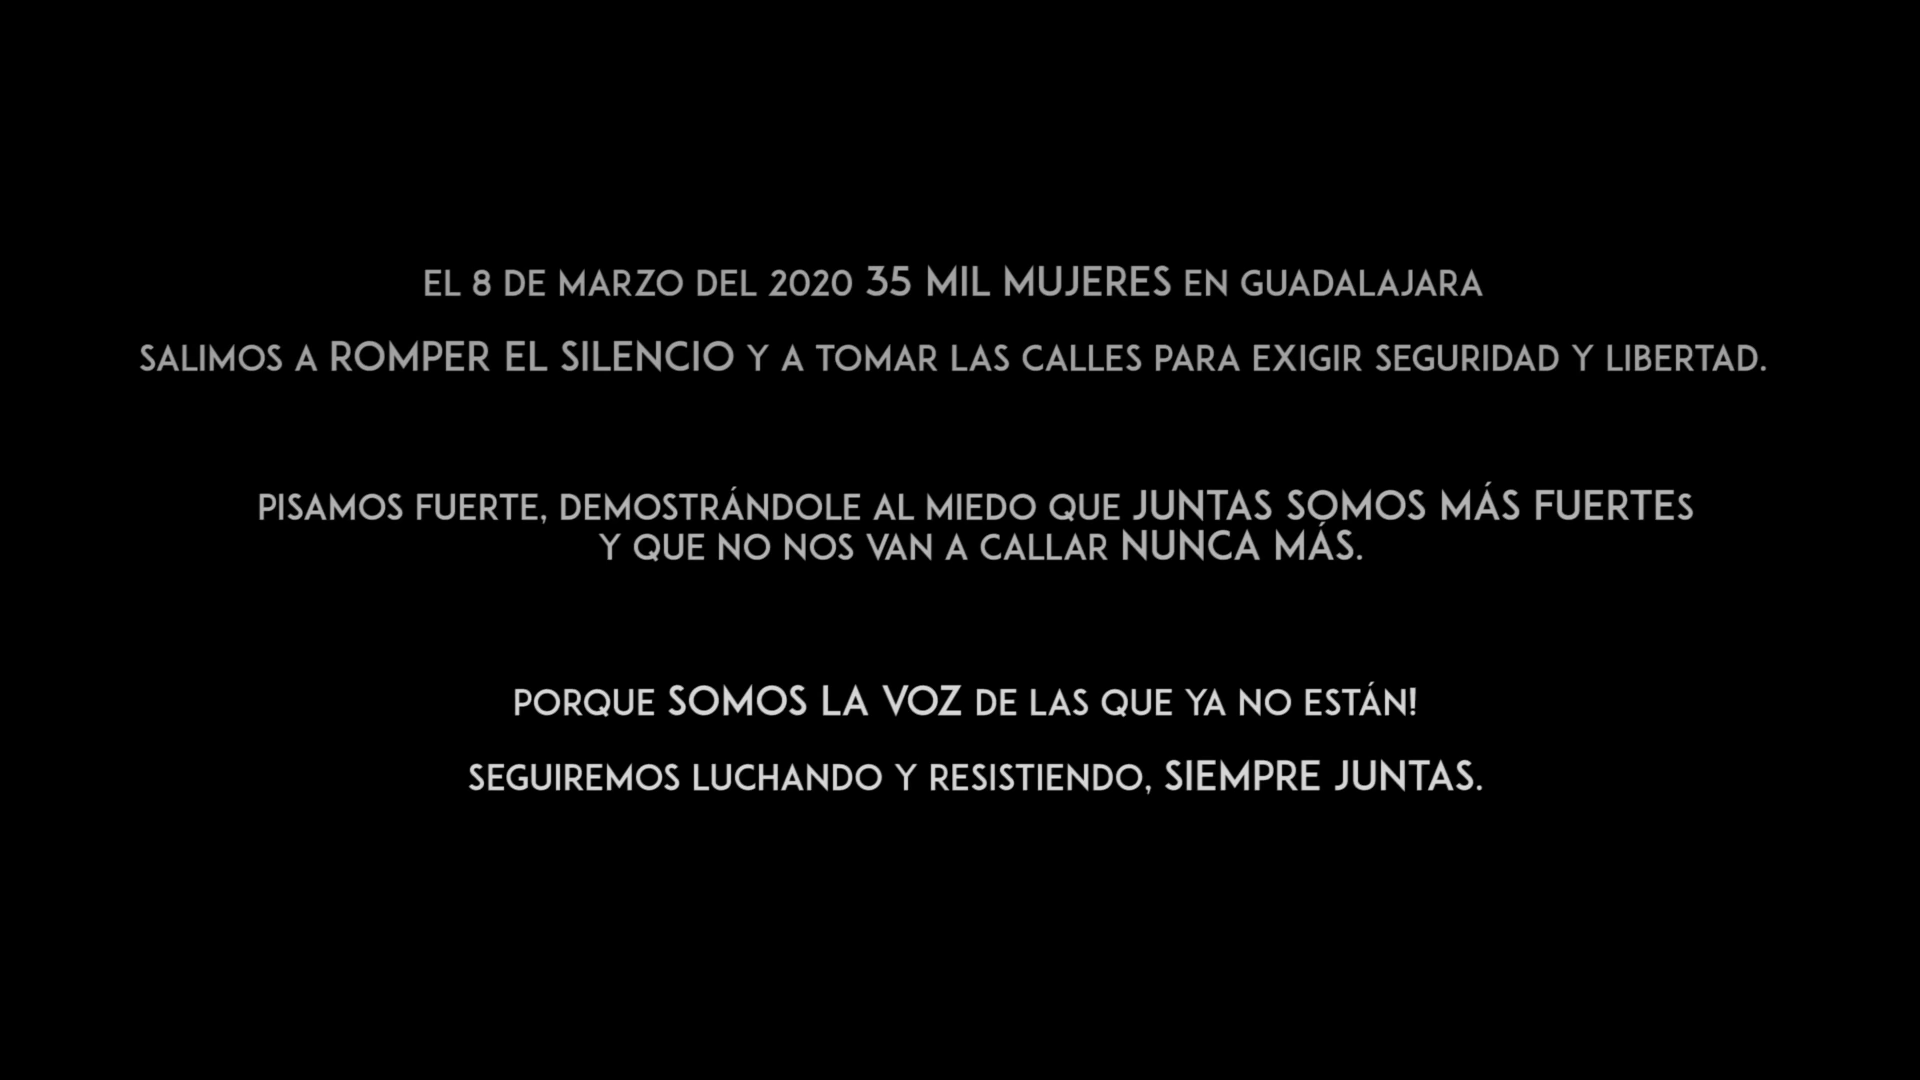 EL 8 DE MARZO DEL 2020 35 MIL MUJERES EN GUADALAJARA
SALIMOS A ROMPER EL SILENCIO Y A TOMAR LAS CALLES PARA EXIGIR SEGURIDAD Y LIBERTAD.
PISAMOS FUERTE, DEMOSTRÁNDOLE AL MIEDO QUE JUNTAS SOMOS MÁS FUERTES
Y QUE NO NOS VAN A CALLAR NUNCA MÁS.
PORQUE SOMOS LA VOZ DE LAS QUE YA NO ESTÁN!
SEGUIREMOS LUCHANDO Y RESISTIENDO, SIEMPRE JUNTAS.